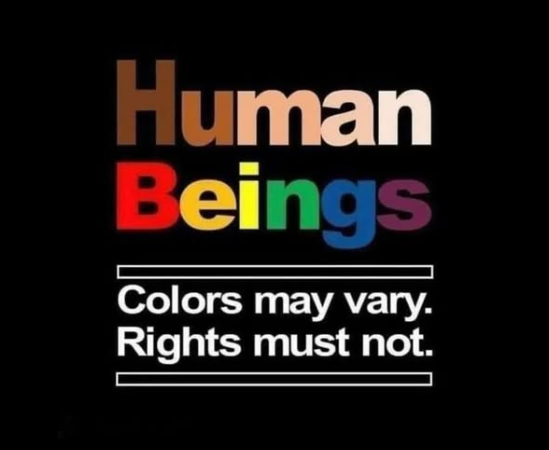 Human
Beings
Colors may vary.
Rights must not.